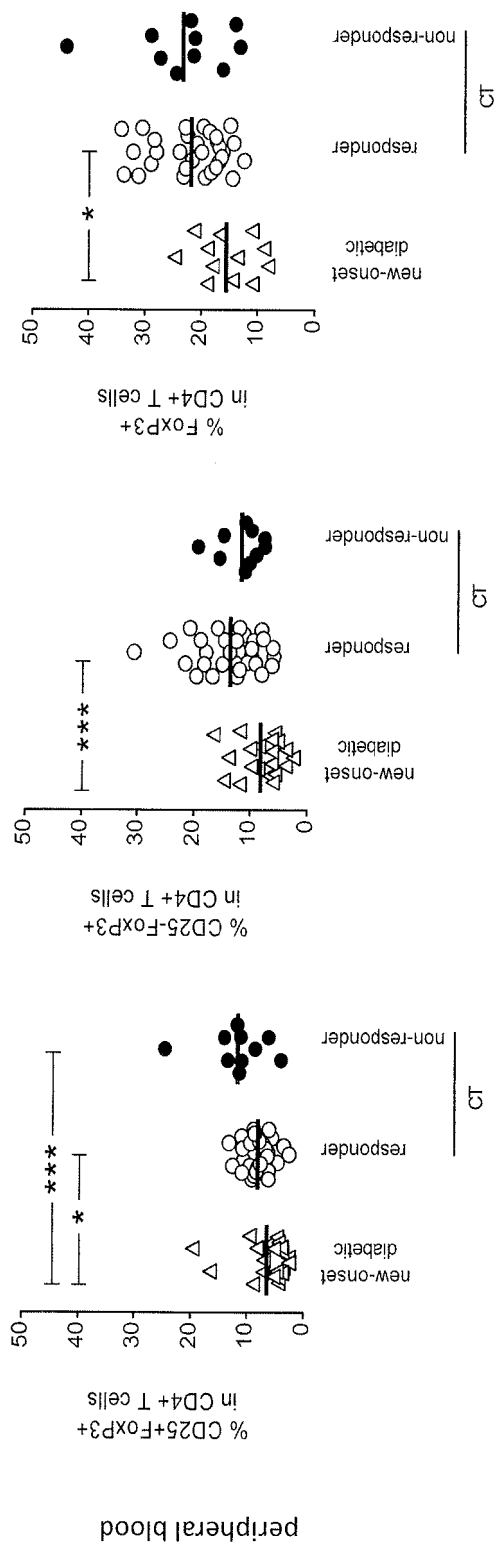 peripheral blood
% CD25+FoxP3+
in CD4+ T cells
50
40
30
20
10
0
*
***
new-onset
diabetic
responder
non-responder
CT
% CD25-FoxP3+
in CD4+ T cells
50
40
30
20
10
0
***
new-onset
diabetic
responder
non-responder
CT
% FoxP3+
in CD4+ T cells
50
40
30
20
10
0
*
new-onset
diabetic
responder
non-responder
CT